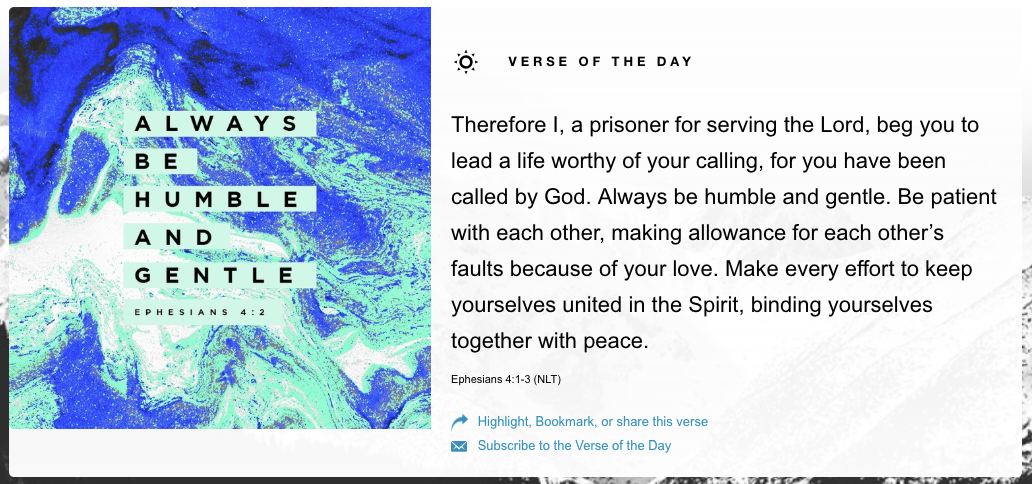 ALWAYS
BE
HUMBLE
AND
GENTLE
EPHESIANS 4:2
VERSE OF THE DAY
Therefore I, a prisoner for serving the Lord, beg you to
lead a life worthy of your calling, for you have been
called by God. Always be humble and gentle. Be patient
with each other, making allowance for each other’s
faults because of your love. Make every effort to keep
yourselves united in the Spirit, binding yourselves
together with peace.
Ephesians 4:1-3 (NLT)
Highlight, Bookmark, or share this verse
Subscribe to the Verse of the Day